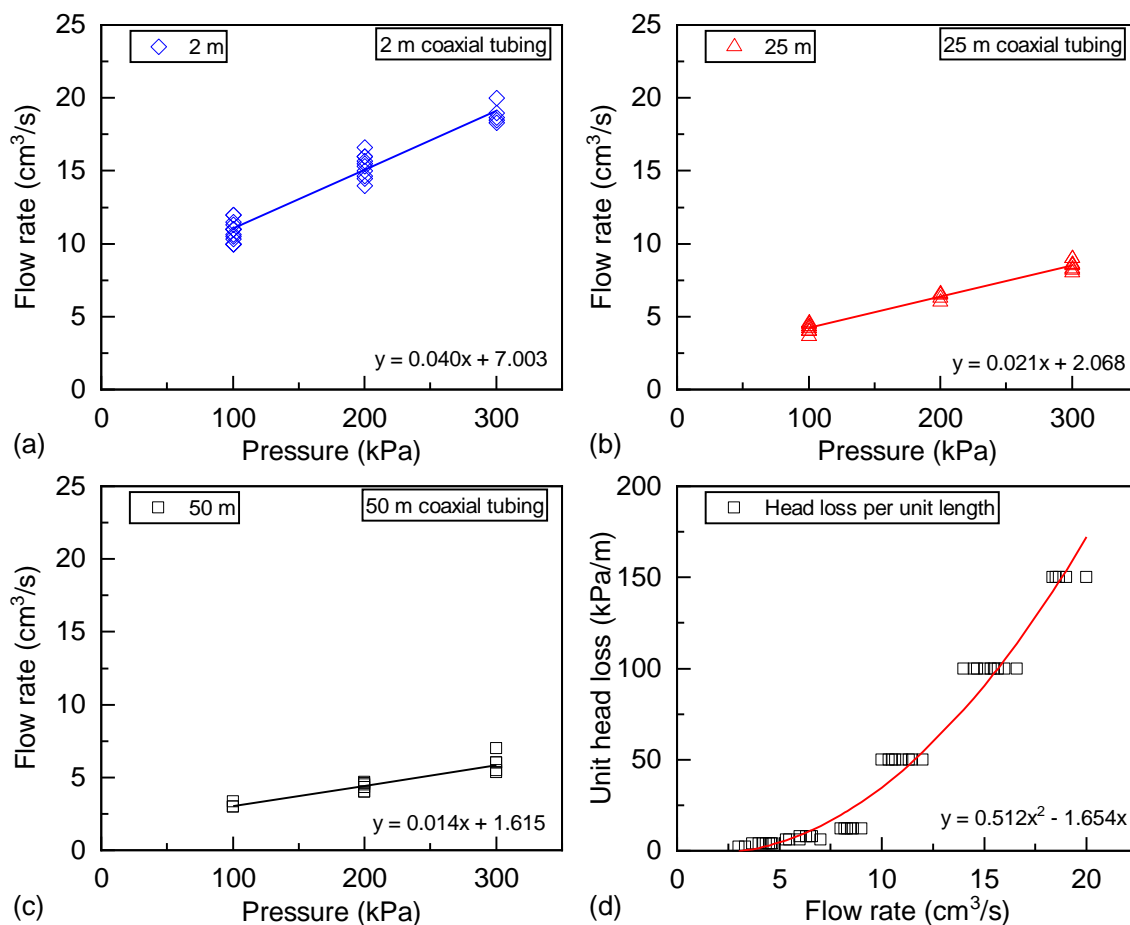 2 m
2 m coaxial tubing
25
20
15
10
5
0
Flow rate (cm³/s)
y = 0.040x + 7.003
0 100 200 300
Pressure (kPa)
(a)
25 m
25 m coaxial tubing
25
20
15
10
5
0
Flow rate (cm³/s)
y = 0.021x + 2.068
0 100 200 300
Pressure (kPa)
(b)
50 m
50 m coaxial tubing
25
20
15
10
5
0
Flow rate (cm³/s)
y = 0.014x + 1.615
0 100 200 300
Pressure (kPa)
(c)
Head loss per unit length
200
150
100
50
0
Unit head loss (kPa/m)
y = 0.512x² - 1.654x
0 5 10 15 20
Flow rate (cm³/s)
(d)